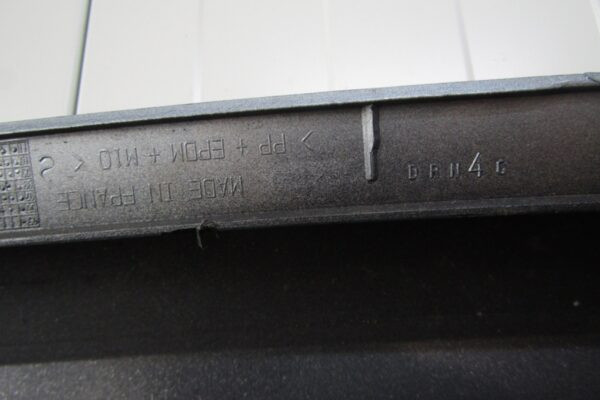 MADE IN FRANCE
> PP + EPDM + M10 <